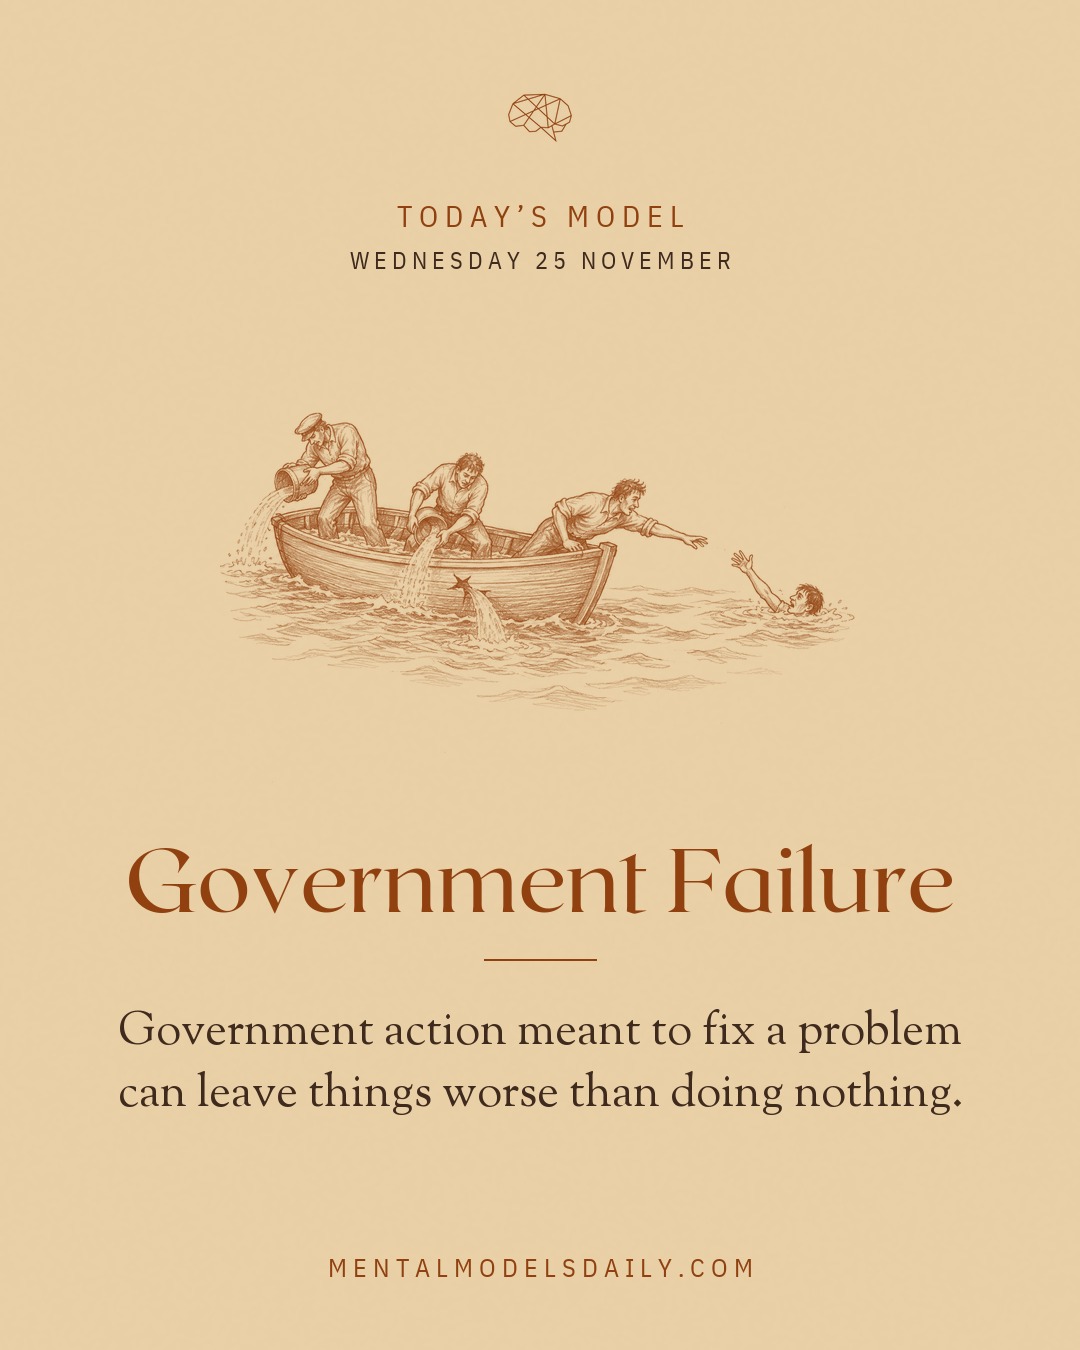 TODAY’S MODEL
WEDNESDAY 25 NOVEMBER
Government Failure
Government action meant to fix a problem
can leave things worse than doing nothing.
MENTALMODELSDAILY.COM